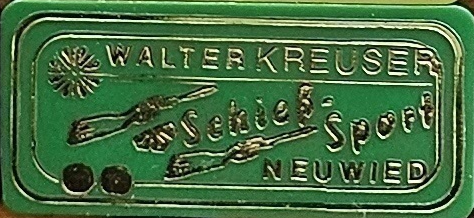 WALTER KREUSER
Schieß-Sport
NEUWIED